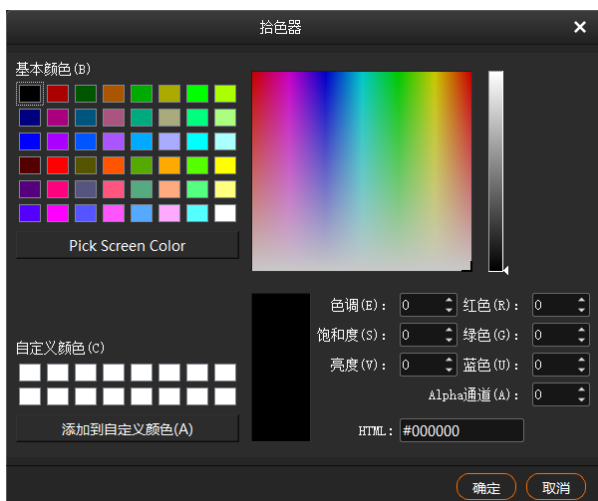 拾色器
基本颜色(B)
Pick Screen Color
色调(E): 0 红色(R): 0
饱和度(S): 0 绿色(G): 0
亮度(V): 0 蓝色(U): 0
Alpha通道(A): 0
HTML: #000000
自定义颜色(C)
添加到自定义颜色(A)
确定 取消